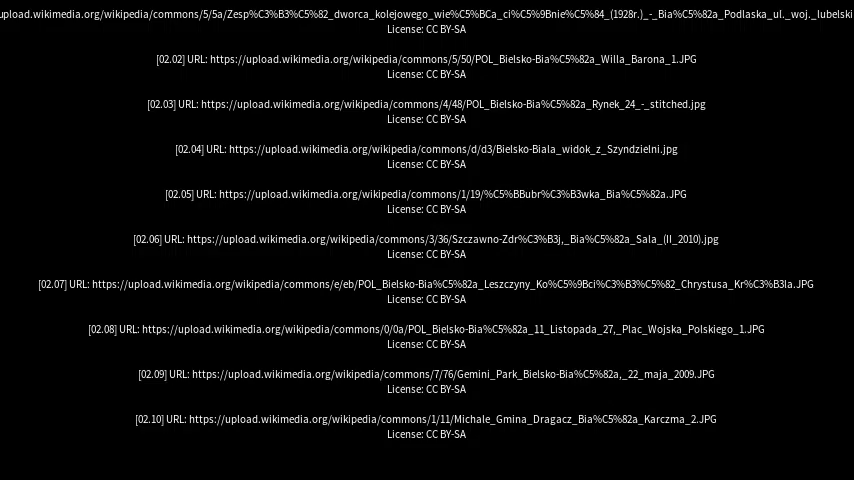 upload.wikimedia.org/wikipedia/commons/5/5a/Zesp%C3%B3%C5%82_dworca_kolejowego_wie%C5%BCa_ci%C5%9Bnie%C5%84_(1928r.)_-_Bia%C5%82a_Podlaska_ul._woj._lubelski
License: CC BY-SA
[02.02] URL: https://upload.wikimedia.org/wikipedia/commons/5/50/POL_Bielsko-Bia%C5%82a_Willa_Barona_1.JPG
License: CC BY-SA
[02.03] URL: https://upload.wikimedia.org/wikipedia/commons/4/48/POL_Bielsko-Bia%C5%82a_Rynek_24_-_stitched.jpg
License: CC BY-SA
[02.04] URL: https://upload.wikimedia.org/wikipedia/commons/d/d3/Bielsko-Biala_widok_z_Szyndzielni.jpg
License: CC BY-SA
[02.05] URL: https://upload.wikimedia.org/wikipedia/commons/1/19/%C5%BBubr%C3%B3wka_Bia%C5%82a.JPG
License: CC BY-SA
[02.06] URL: https://upload.wikimedia.org/wikipedia/commons/3/36/Szczawno-Zdr%C3%B3j,_Bia%C5%82a_Sala_(II_2010).jpg
License: CC BY-SA
[02.07] URL: https://upload.wikimedia.org/wikipedia/commons/e/eb/POL_Bielsko-Bia%C5%82a_Leszczyny_Ko%C5%9Bci%C3%B3%C5%82_Chrystusa_Kr%C3%B3la.JPG
License: CC BY-SA
[02.08] URL: https://upload.wikimedia.org/wikipedia/commons/0/0a/POL_Bielsko-Bia%C5%82a_11_Listopada_27,_Plac_Wojska_Polskiego_1.JPG
License: CC BY-SA
[02.09] URL: https://upload.wikimedia.org/wikipedia/commons/7/76/Gemini_Park_Bielsko-Bia%C5%82a,_22_maja_2009.JPG
License: CC BY-SA
[02.10] URL: https://upload.wikimedia.org/wikipedia/commons/1/11/Michale_Gmina_Dragacz_Bia%C5%82a_Karczma_2.JPG
License: CC BY-SA